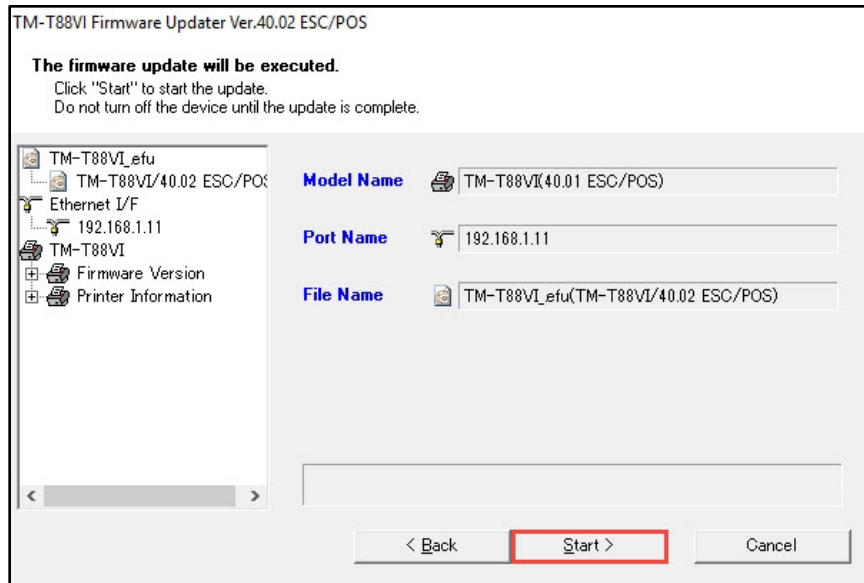 TM-T88VI Firmware Updater Ver.40.02 ESC/POS
The firmware update will be executed.
Click "Start" to start the update.
Do not turn off the device until the update is complete.
TM-T88VI_efu
TM-T88VI/40.02 ESC/POS
Ethernet I/F
192.168.1.11
TM-T88VI
Firmware Version
Printer Information
Model Name
TM-T88VI(40.01 ESC/POS)
Port Name
192.168.1.11
File Name
TM-T88VI_efu(TM-T88VI/40.02 ESC/POS)
< Back
Start >
Cancel